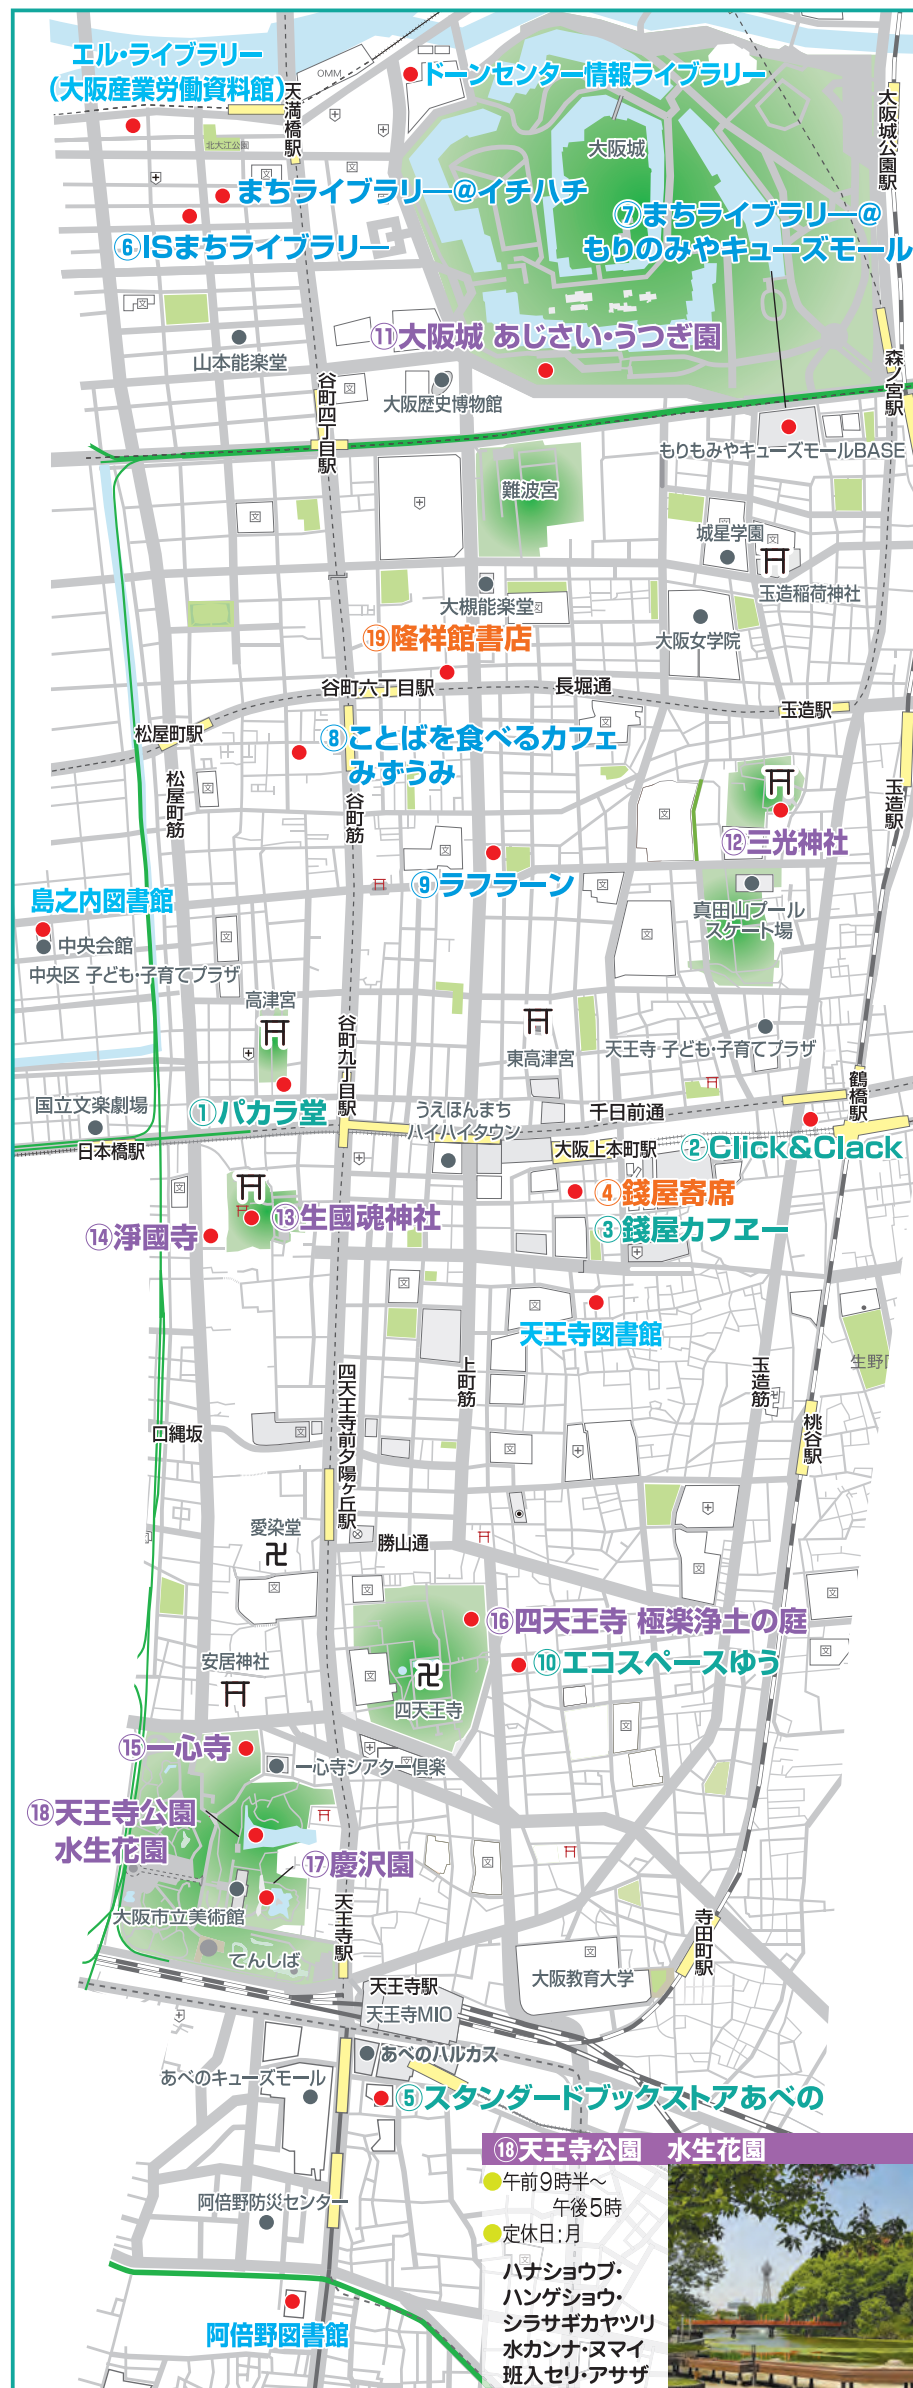 エル・ライブラリー
（大阪産業労働資料館）
天満橋駅
OMM
ドーンセンター情報ライブラリー
大阪城公園駅
北大江公園
大阪城
まちライブラリー＠イチハチ
⑥ISまちライブラリー
⑦まちライブラリー＠
もりのみやキューズモール
⑪大阪城 あじさい・うつぎ園
山本能楽堂
谷町四丁目駅
大阪歴史博物館
森ノ宮駅
もりもみやキューズモールBASE
難波宮
城星学園
玉造稲荷神社
大槻能楽堂
大阪女学院
⑲隆祥館書店
谷町六丁目駅
長堀通
玉造駅
松屋町駅
⑧ことばを食べるカフェ
みずうみ
松屋町筋
谷町筋
玉造駅
⑫三光神社
⑨ラフラーン
島之内図書館
中央会館
中央区 子ども・子育てプラザ
真田山プール
スケート場
高津宮
谷町九丁目駅
東高津宮
天王寺 子ども・子育てプラザ
鶴橋駅
国立文楽劇場
①パカラ堂
うえほんまち
ハイハイタウン
千日前通
日本橋駅
大阪上本町駅
②Click&Clack
④錢屋寄席
③錢屋カフヱー
⑬生國魂神社
⑭淨國寺
天王寺図書館
生野
四天王寺前夕陽ヶ丘駅
上町筋
玉造筋
桃谷駅
口縄坂
愛染堂
勝山通
⑯四天王寺 極楽浄土の庭
⑩エコスペースゆう
安居神社
四天王寺
⑮一心寺
一心寺シアター倶楽
⑱天王寺公園
水生花園
⑰慶沢園
大阪市立美術館
天王寺駅
寺田町駅
てんしば
大阪教育大学
天王寺駅
天王寺MIO
あべのハルカス
あべのキューズモール
⑤スタンダードブックストアあべの
阿倍野防災センター
阿倍野図書館
⑱天王寺公園　水生花園
午前9時半〜
午後5時
定休日：月
ハナショウブ・
ハンゲショウ・
シラサギカヤツリ
水カンナ・ヌマイ
班入セリ・アサザ